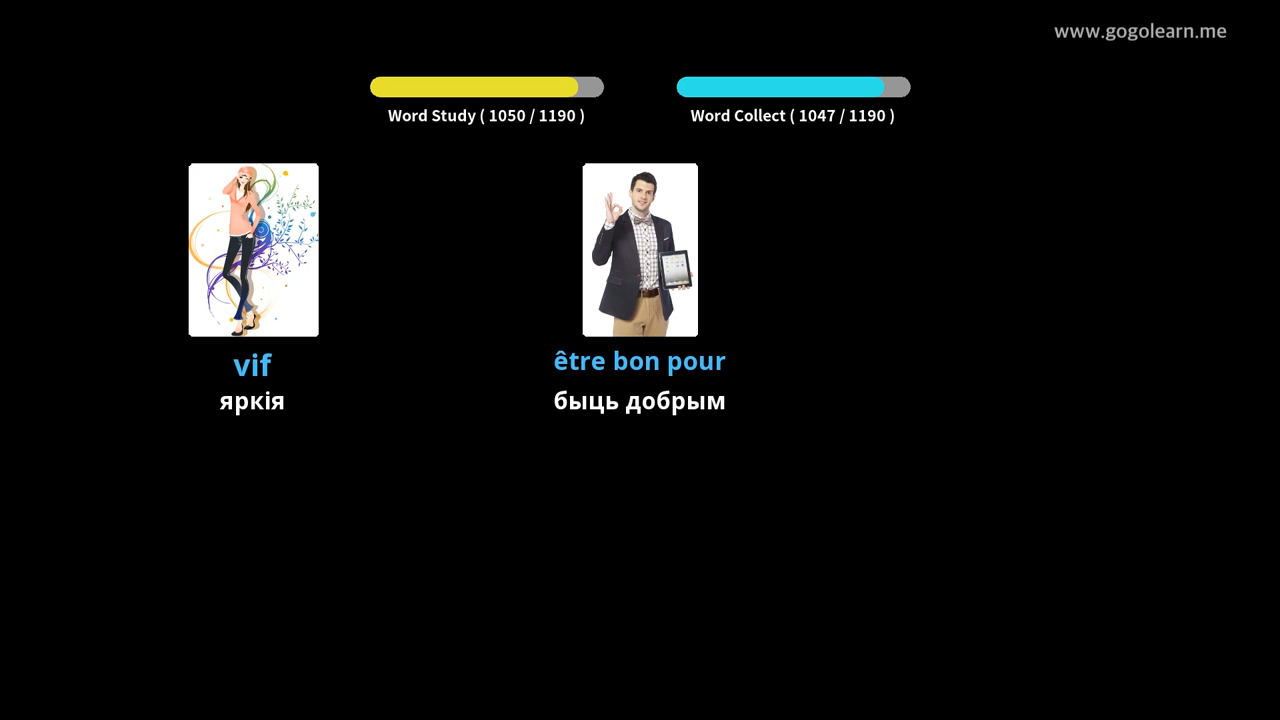 www.gogolearn.me
Word Study ( 1050 / 1190 )
Word Collect ( 1047 / 1190 )
vif
яркія
être bon pour
быць добрым